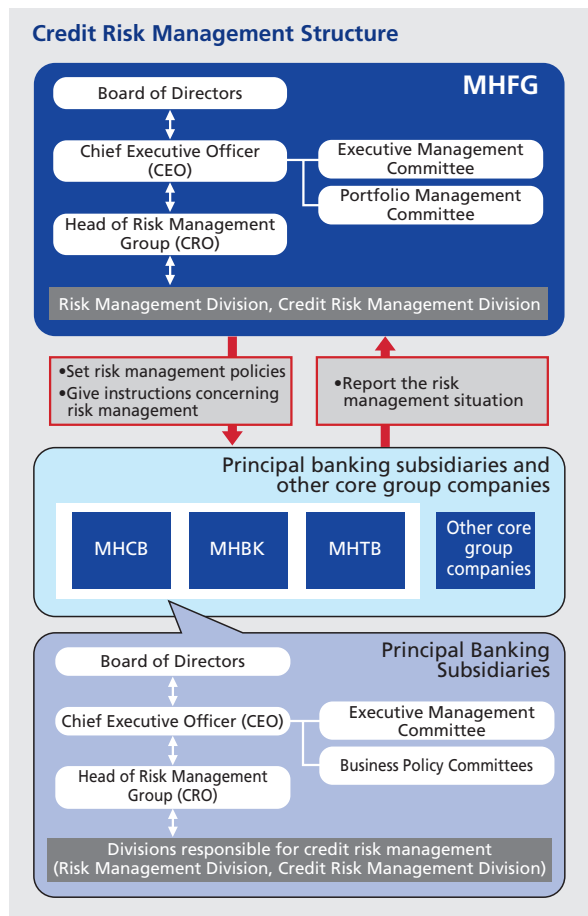 Credit Risk Management Structure
MHFG
Board of Directors
Chief Executive Officer
(CEO)
Executive Management
Committee
Portfolio Management
Committee
Head of Risk Management
Group (CRO)
Risk Management Division, Credit Risk Management Division
•Set risk management policies
•Give instructions concerning
risk management
•Report the risk
management situation
Principal banking subsidiaries and
other core group companies
MHCB
MHBK
MHTB
Other core
group
companies
Principal Banking
Subsidiaries
Board of Directors
Chief Executive Officer (CEO)
Executive Management
Committee
Business Policy Committees
Head of Risk Management
Group (CRO)
Divisions responsible for credit risk management
(Risk Management Division, Credit Risk Management Division)